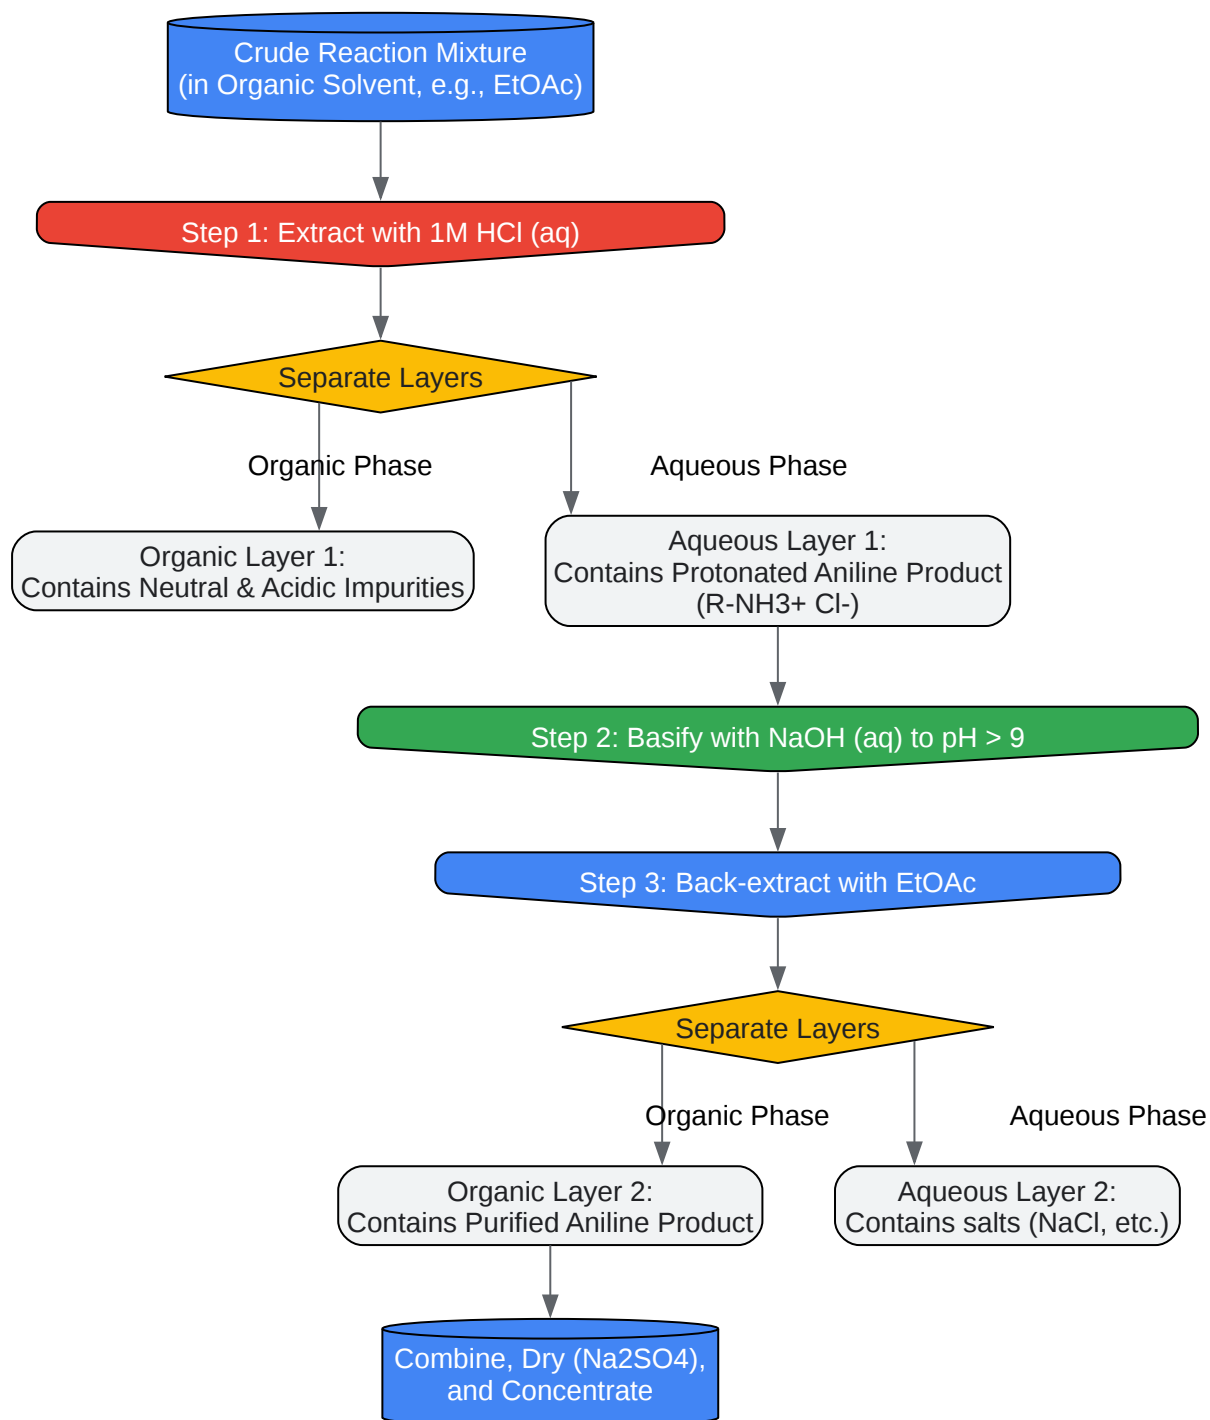 Crude Reaction Mixture
(in Organic Solvent, e.g., EtOAc)
Step 1: Extract with 1M HCl (aq)
Separate Layers
Organic Phase
Aqueous Phase
Organic Layer 1:
Contains Neutral & Acidic Impurities
Aqueous Layer 1:
Contains Protonated Aniline Product
(R-NH3+ Cl-)
Step 2: Basify with NaOH (aq) to pH > 9
Step 3: Back-extract with EtOAc
Separate Layers
Organic Phase
Aqueous Phase
Organic Layer 2:
Contains Purified Aniline Product
Aqueous Layer 2:
Contains salts (NaCl, etc.)
Combine, Dry (Na2SO4),
and Concentrate